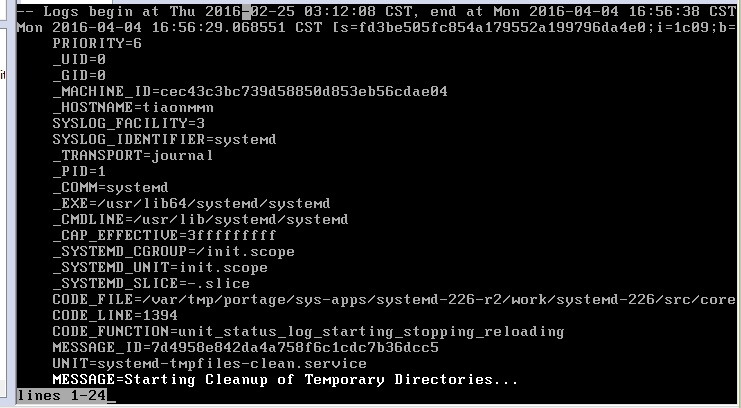 -- Logs begin at Thu 2016-02-25 03:12:08 CST, end at Mon 2016-04-04 16:56:38 CST
Mon 2016-04-04 16:56:29.068551 CST [s=fd3be505fc854a179552a199796da4e0;i=1c09;b=
PRIORITY=6
_UID=0
_GID=0
_MACHINE_ID=cec43c3bc739d58850d853eb56cdae04
_HOSTNAME=tiaonmmn
SYSLOG_FACILITY=3
SYSLOG_IDENTIFIER=systemd
_TRANSPORT=journal
_PID=1
_COMM=systemd
_EXE=/usr/lib64/systemd/systemd
_CMDLINE=/usr/lib/systemd/systemd
_CAP_EFFECTIVE=3fffffffff
_SYSTEMD_CGROUP=/init.scope
_SYSTEMD_UNIT=init.scope
_SYSTEMD_SLICE=-.slice
CODE_FILE=/var/tmp/portage/sys-apps/systemd-226-r2/work/systemd-226/src/core
CODE_LINE=1394
CODE_FUNCTION=unit_status_log_starting_stopping_reloading
MESSAGE_ID=7d4958e842da4a758f6c1cdc7b36dcc5
UNIT=systemd-tmpfiles-clean.service
MESSAGE=Starting Cleanup of Temporary Directories...
lines 1-24